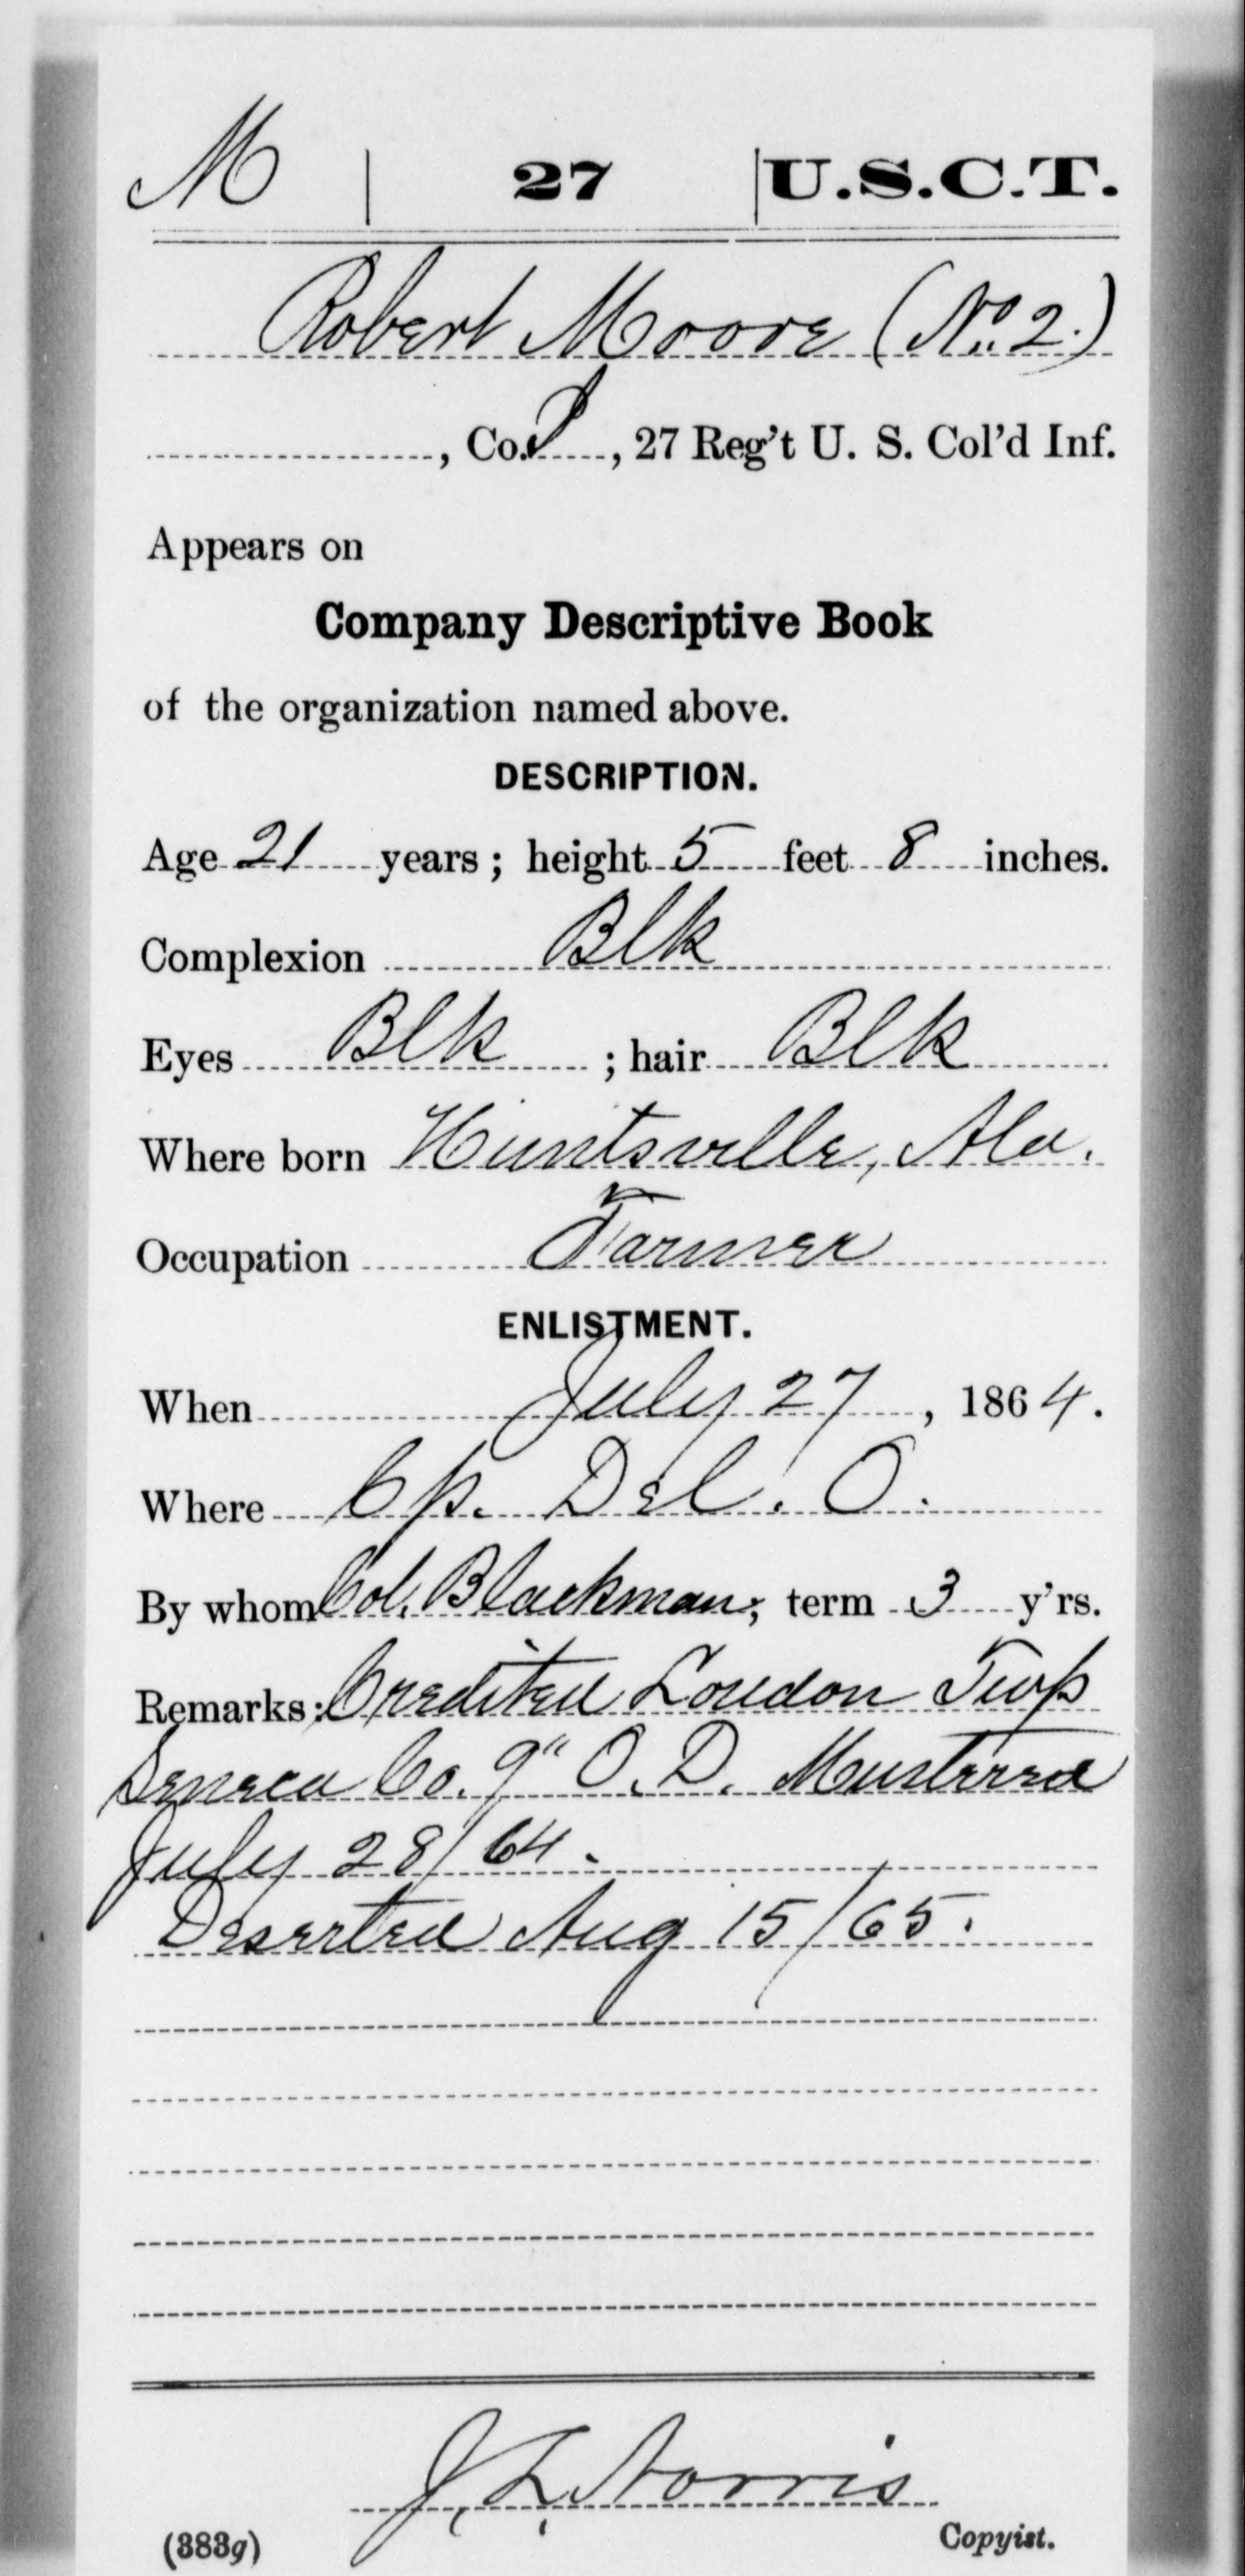 M | 27 | U.S.C.T.
Robert Moore (No. 2.)
, Co. I, 27 Reg't U. S. Col'd Inf.
Appears on
Company Descriptive Book
of the organization named above.
DESCRIPTION.
Age 21 years; height 5 feet 8 inches.
Complexion Blk
Eyes Blk; hair Blk
Where born Huntsville, Ala.
Occupation Farmer
ENLISTMENT.
When July 27, 1864.
Where Cp. Del. O.
By whom Col. Blackman; term 3 y'rs.
Remarks: Credited Loudon Twp
Seneca Co. 9" O. D. Mustered
July 28/64.
Deserted Aug 15/65.
J. L. Norris
(383g) Copyist.